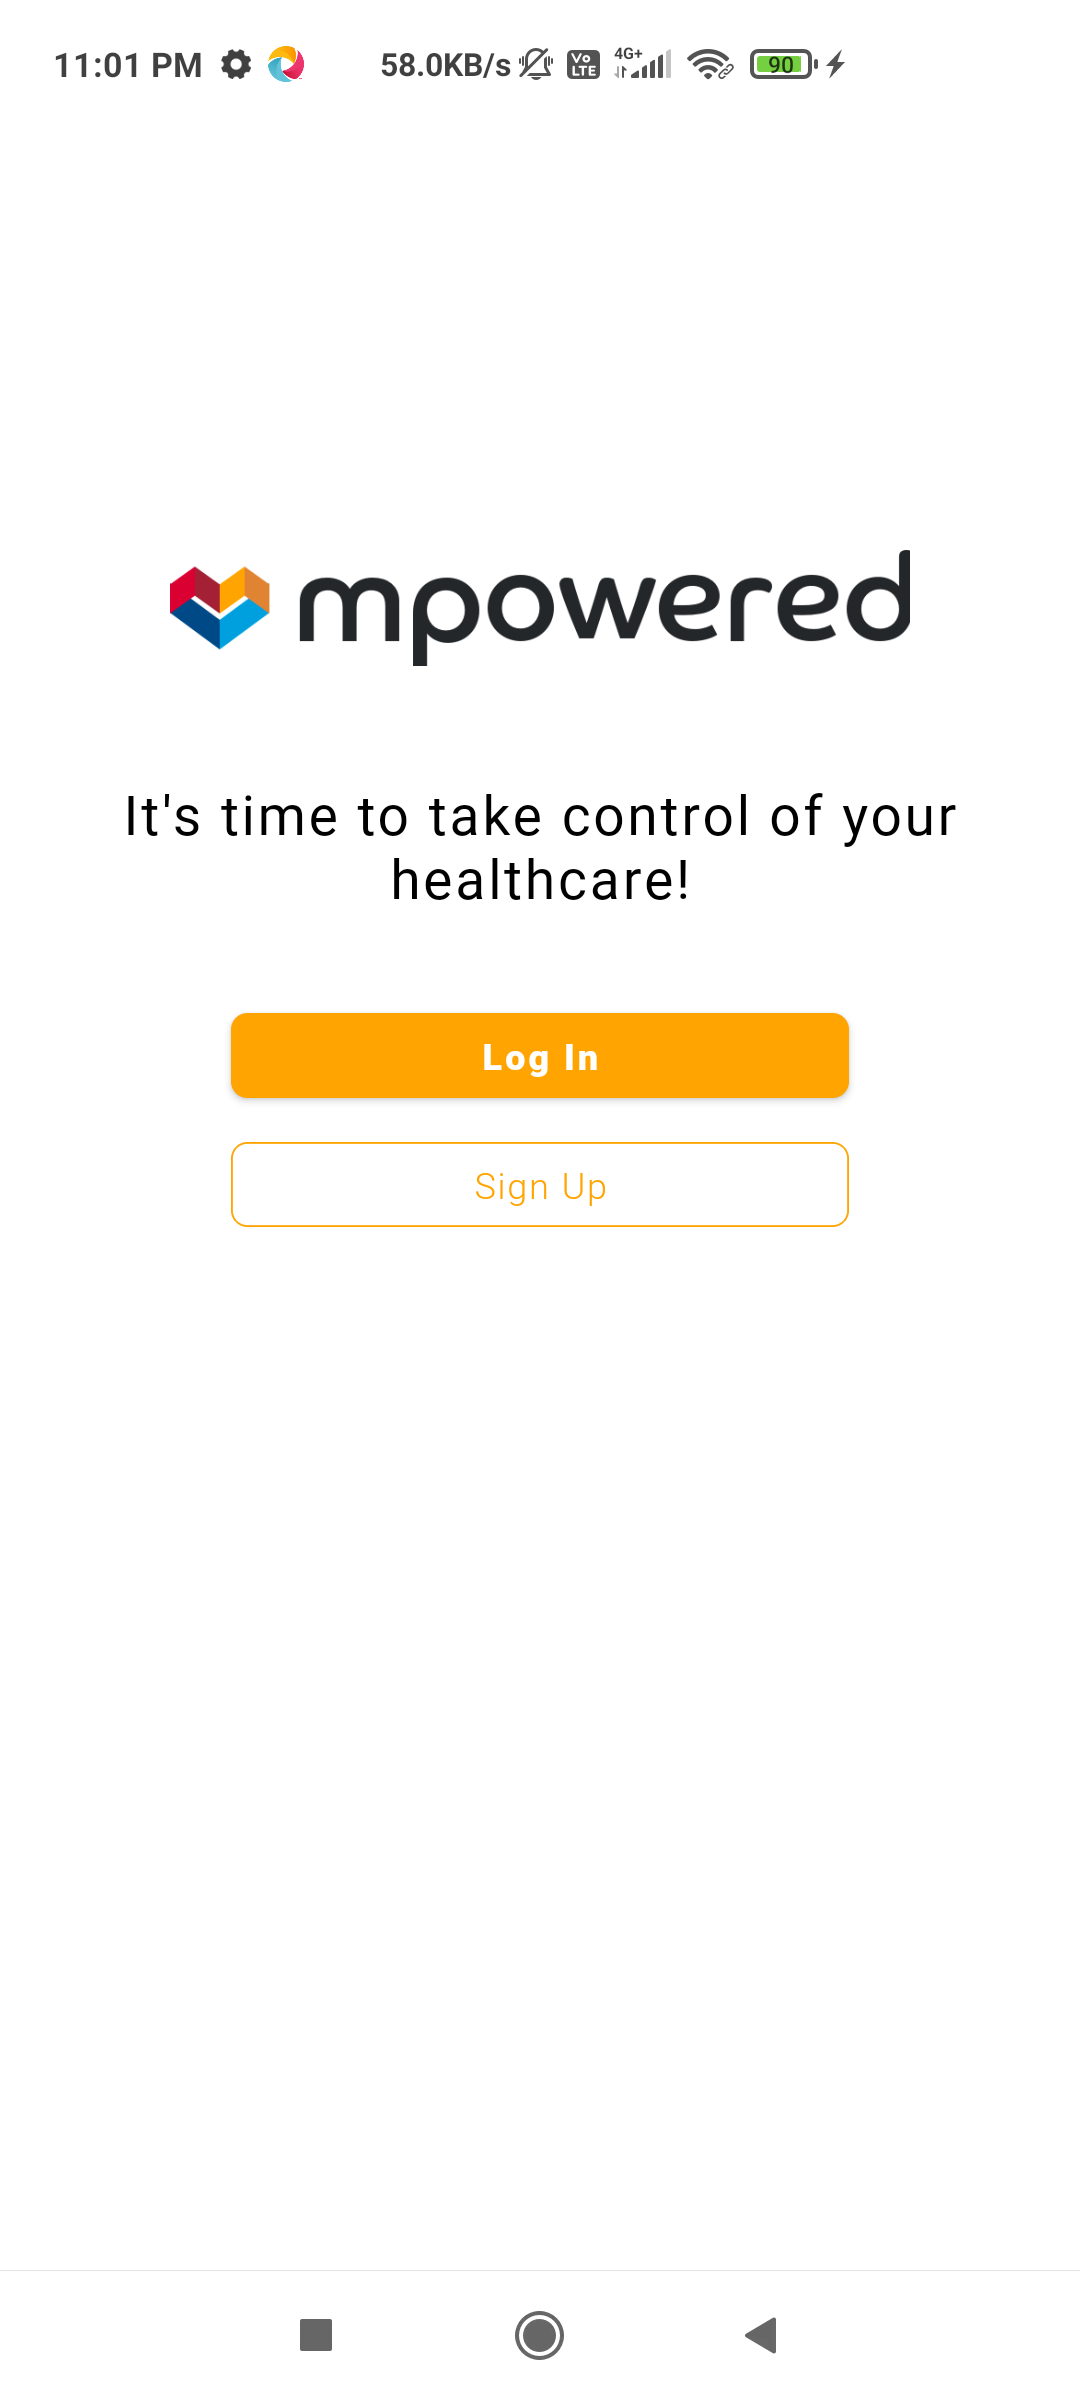 11:01 PM 58.0KB/s Vo LTE 4G+ 90
mpowered
It's time to take control of your
healthcare!
Log In
Sign Up